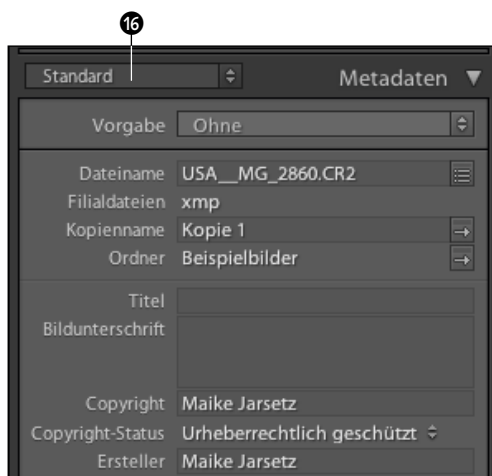 16
Standard Metadaten
Vorgabe Ohne
Dateiname USA__MG_2860.CR2
Filialdateien xmp
Kopienname Kopie 1
Ordner Beispielbilder
Titel
Bildunterschrift
Copyright Maike Jarsetz
Copyright-Status Urheberrechtlich geschützt
Ersteller Maike Jarsetz